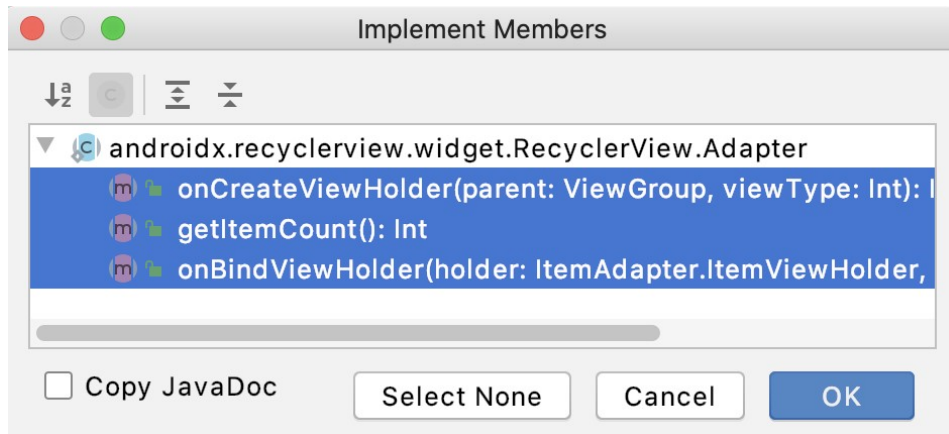 Implement Members
androidx.recyclerview.widget.RecyclerView.Adapter
onCreateViewHolder(parent: ViewGroup, viewType: Int):
getItemCount(): Int
onBindViewHolder(holder: ItemAdapter.ItemViewHolder,
Copy JavaDoc
Select None
Cancel
OK